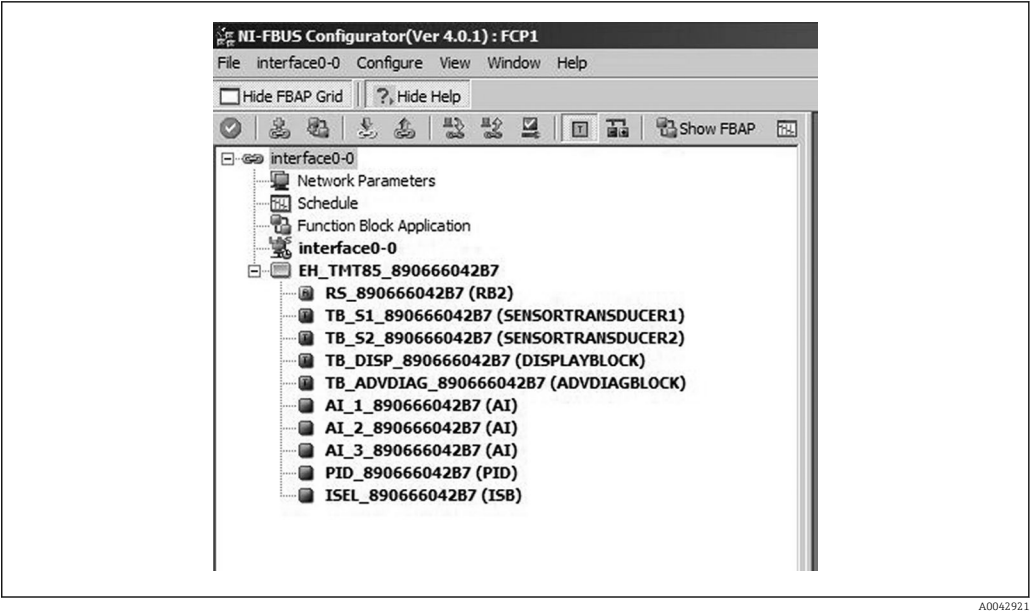 NI-FBUS Configurator(Ver 4.0.1) : FCP1
File interface0-0 Configure View Window Help
Hide FBAP Grid ?, Hide Help
T Show FBAP
interface0-0
Network Parameters
Schedule
Function Block Application
interface0-0
EH_TMT85_890666042B7
RS_890666042B7 (RB2)
TB_S1_890666042B7 (SENSORTRANSDUCER1)
TB_S2_890666042B7 (SENSORTRANSDUCER2)
TB_DISP_890666042B7 (DISPLAYBLOCK)
TB_ADVDIAG_890666042B7 (ADVDIAGBLOCK)
AI_1_890666042B7 (AI)
AI_2_890666042B7 (AI)
AI_3_890666042B7 (AI)
PID_890666042B7 (PID)
ISEL_890666042B7 (ISB)
A0042921